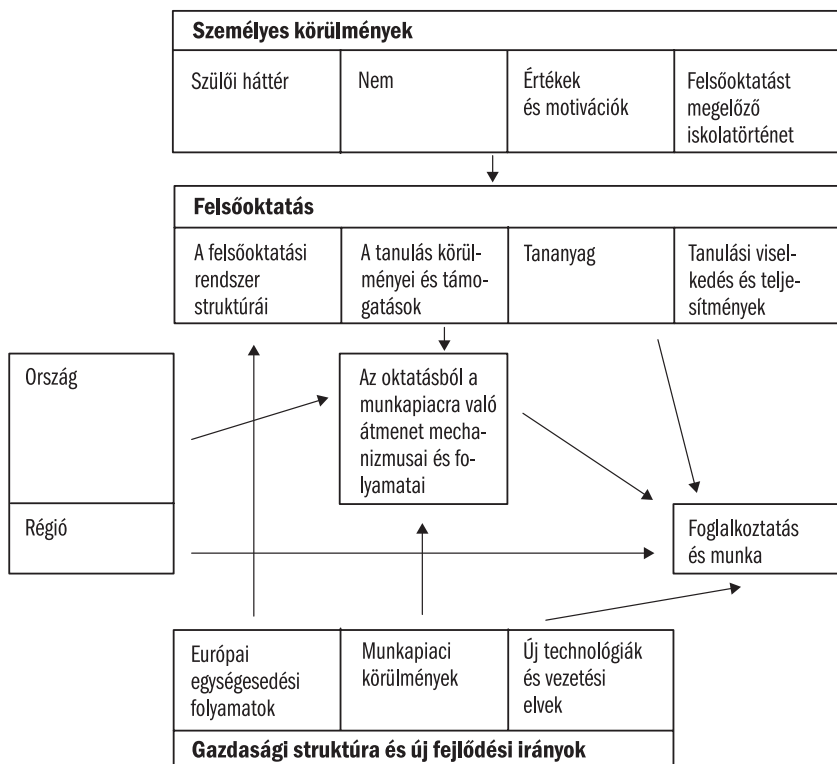 Személyes körülmények
Szülői háttér
Nem
Értékek
és motivációk
Felsőoktatást
megelőző
iskolatörténet
Felsőoktatás
A felsőoktatási
rendszer
struktúrái
A tanulás körül-
ményei és támo-
gatások
Tananyag
Tanulási visel-
kedés és telje-
sítmények
Ország
Az oktatásból a
munkapiacra való
átmenet mecha-
nizmusai és fo-
lyamatai
Régió
Foglalkoztatás
és munka
Európai
egységesedési
folyamatok
Munkapiaci
körülmények
Új technológiák
és vezetési
elvek
Gazdasági struktúra és új fejlődési irányok